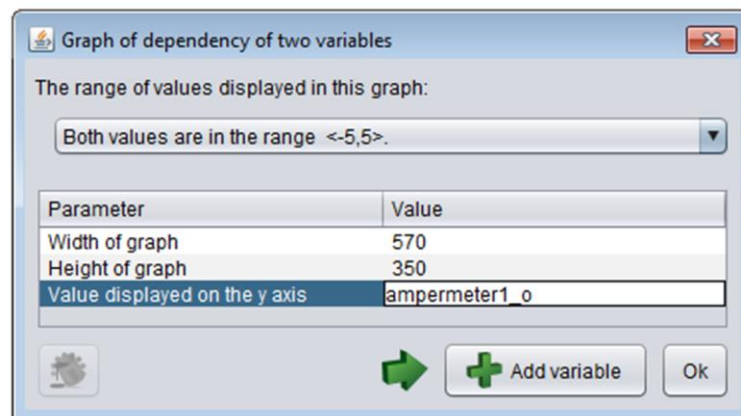 Graph of dependency of two variables
The range of values displayed in this graph:
Both values are in the range <-5,5>.
Parameter Value
Width of graph 570
Height of graph 350
Value displayed on the y axis ampermeter1_o
Add variable Ok